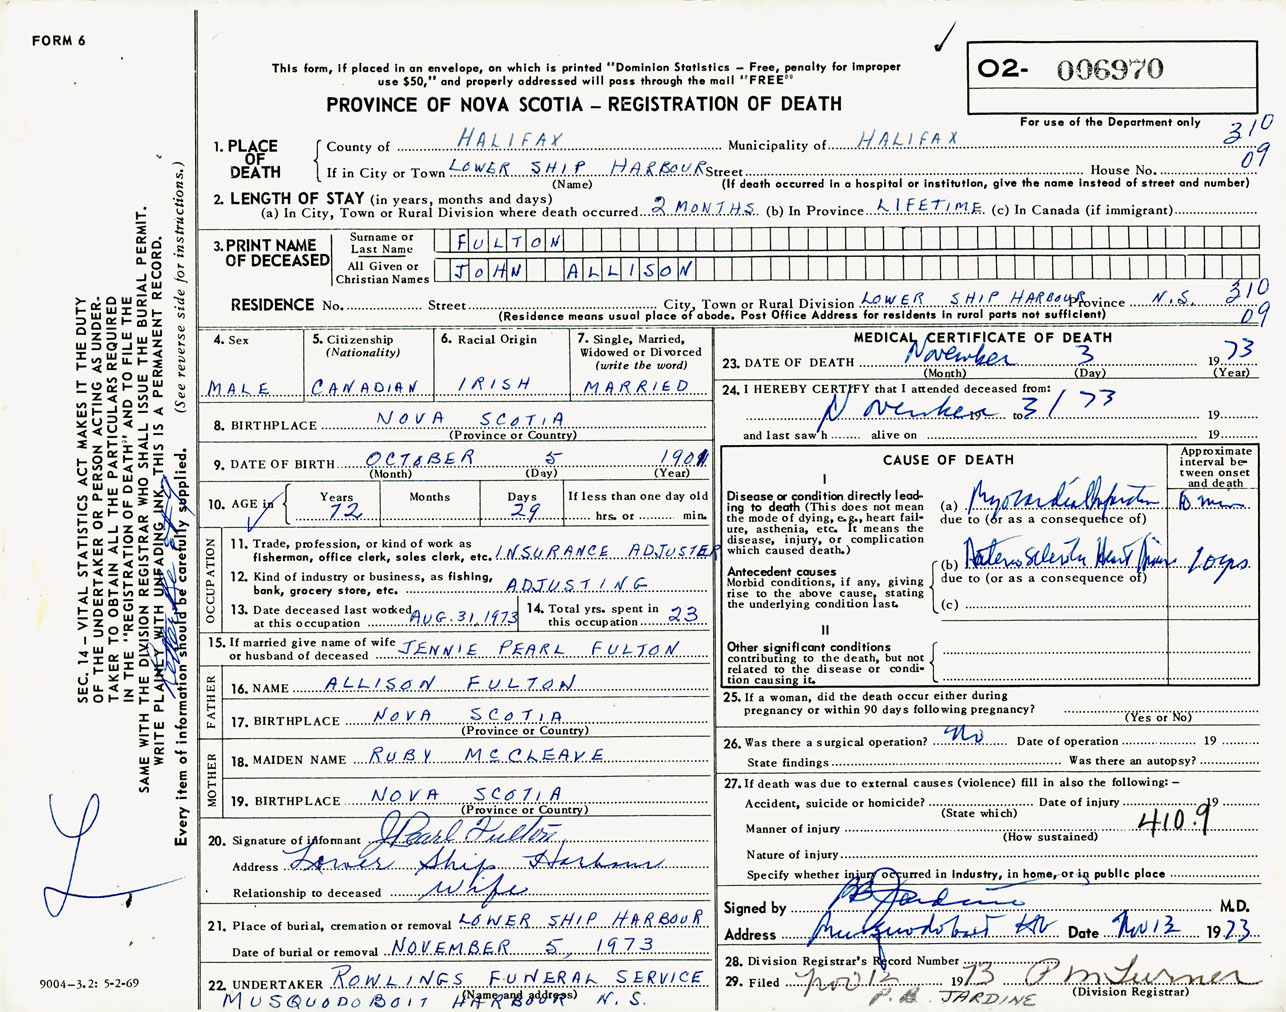 FORM 6
This form, if placed in an envelope, on which is printed "Dominion Statistics – Free, penalty for improper
use $50," and properly addressed will pass through the mail "FREE"
PROVINCE OF NOVA SCOTIA – REGISTRATION OF DEATH
O2- 006970
For use of the Department only
310
09
1. PLACE OF DEATH
County of HALIFAX Municipality of HALIFAX
If in City or Town LOWER SHIP HARBOUR Street House No.
(Name) (If death occurred in a hospital or institution, give the name instead of street and number)
2. LENGTH OF STAY (in years, months and days)
(a) In City, Town or Rural Division where death occurred 2 MONTHS (b) In Province LIFETIME (c) In Canada (if immigrant)
3. PRINT NAME OF DECEASED
Surname or Last Name FULTON
All Given or Christian Names JOHN ALLISON
RESIDENCE No. Street City, Town or Rural Division LOWER SHIP HARBOUR Province N.S. 310
(Residence means usual place of abode. Post Office Address for residents in rural parts not sufficient) 09
4. Sex MALE
5. Citizenship (Nationality) CANADIAN
6. Racial Origin IRISH
7. Single, Married, Widowed or Divorced (write the word) MARRIED
8. BIRTHPLACE NOVA SCOTIA
(Province or Country)
9. DATE OF BIRTH OCTOBER 5 1901
(Month) (Day) (Year)
10. AGE in Years 72 Months Days 29 If less than one day old hrs. or min.
OCCUPATION
11. Trade, profession, or kind of work as
fisherman, office clerk, sales clerk, etc. INSURANCE ADJUSTER
12. Kind of industry or business, as fishing,
bank, grocery store, etc. ADJUSTING
13. Date deceased last worked at this occupation AUG. 31, 1973
14. Total yrs. spent in this occupation 23
15. If married give name of wife
or husband of deceased JENNIE PEARL FULTON
FATHER
16. NAME ALLISON FULTON
17. BIRTHPLACE NOVA SCOTIA
(Province or Country)
MOTHER
18. MAIDEN NAME RUBY McCLEAVE
19. BIRTHPLACE NOVA SCOTIA
(Province or Country)
20. Signature of informant J Pearl Fulton
Address Lower Ship Harbour
Relationship to deceased wife
21. Place of burial, cremation or removal LOWER SHIP HARBOUR
Date of burial or removal NOVEMBER 5, 1973
22. UNDERTAKER ROWLINGS FUNERAL SERVICE
(Name and address)
MUSQUODOBOIT HARBOUR N.S.
MEDICAL CERTIFICATE OF DEATH
23. DATE OF DEATH November 3 1973
(Month) (Day) (Year)
24. I HEREBY CERTIFY that I attended deceased from:
November 19 to 3/73 19
and last saw h alive on 19
CAUSE OF DEATH
Approximate interval between onset and death
I
Disease or condition directly lead-
ing to death (This does not mean
the mode of dying, e.g., heart fail-
ure, asthenia, etc. It means the
disease, injury, or complication
which caused death.)
(a) Myocardial Infarction
due to (or as a consequence of)
Antecedent causes
Morbid conditions, if any, giving
rise to the above cause, stating
the underlying condition last.
(b) Heart 10 yrs
due to (or as a consequence of)
(c)
II
Other significant conditions
contributing to the death, but not
related to the disease or condi-
tion causing it.
25. If a woman, did the death occur either during
pregnancy or within 90 days following pregnancy?
(Yes or No)
26. Was there a surgical operation? No Date of operation 19
State findings Was there an autopsy?
27. If death was due to external causes (violence) fill in also the following: –
Accident, suicide or homicide? Date of injury 19
(State which)
Manner of injury 410.9
(How sustained)
Nature of injury
Specify whether injury occurred in Industry, in home, or in public place
Signed by PB Jardine M.D.
Address Musquodoboit Date Nov 12 1973
28. Division Registrar's Record Number
29. Filed Nov 12 1973 P M Turner
(Division Registrar)
P. B. JARDINE
SEC. 14 – VITAL STATISTICS ACT MAKES IT THE DUTY
OF THE UNDERTAKER OR PERSON ACTING AS UNDER-
TAKER TO OBTAIN ALL THE PARTICULARS REQUIRED
IN THE "REGISTRATION OF DEATH" AND TO FILE THE
SAME WITH THE DIVISION REGISTRAR WHO SHALL ISSUE THE BURIAL PERMIT.
WRITE PLAINLY WITH UNFADING INK. THIS IS A PERMANENT RECORD.
Every item of information should be carefully supplied. (See reverse side for instructions.)
9004-3.2: 5-2-69